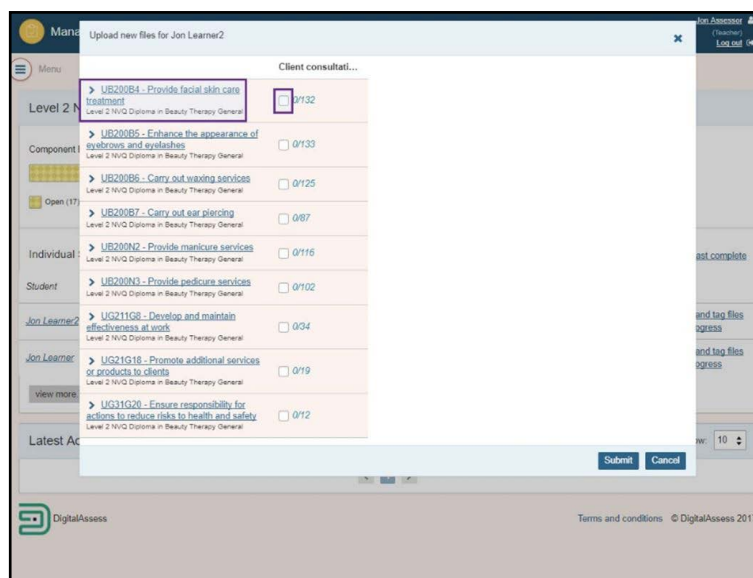 Mana
Upload new files for Jon Learner2
Jon Assessor
(Teacher)
Log out
Menu
Client consultati...
Level 2 N
UB200B4 - Provide facial skin care
treatment
Level 2 NVQ Diploma in Beauty Therapy General
0/132
UB200B5 - Enhance the appearance of
eyebrows and eyelashes
Level 2 NVQ Diploma in Beauty Therapy General
0/133
Component
UB200B6 - Carry out waxing services
Level 2 NVQ Diploma in Beauty Therapy General
0/125
Open (17)
UB200B7 - Carry out ear piercing
Level 2 NVQ Diploma in Beauty Therapy General
0/87
Individual
UB200N2 - Provide manicure services
Level 2 NVQ Diploma in Beauty Therapy General
0/116
ast complete
Student
UB200N3 - Provide pedicure services
Level 2 NVQ Diploma in Beauty Therapy General
0/102
Jon Learner2
UG211G8 - Develop and maintain
effectiveness at work
Level 2 NVQ Diploma in Beauty Therapy General
0/34
and tag files
ogress
Jon Learner
UG21G18 - Promote additional services
or products to clients
Level 2 NVQ Diploma in Beauty Therapy General
0/19
and tag files
ogress
view more
UG31G20 - Ensure responsibility for
actions to reduce risks to health and safety
Level 2 NVQ Diploma in Beauty Therapy General
0/12
Latest Ac
ow: 10
Submit Cancel
DigitalAssess
Terms and conditions © DigitalAssess 201